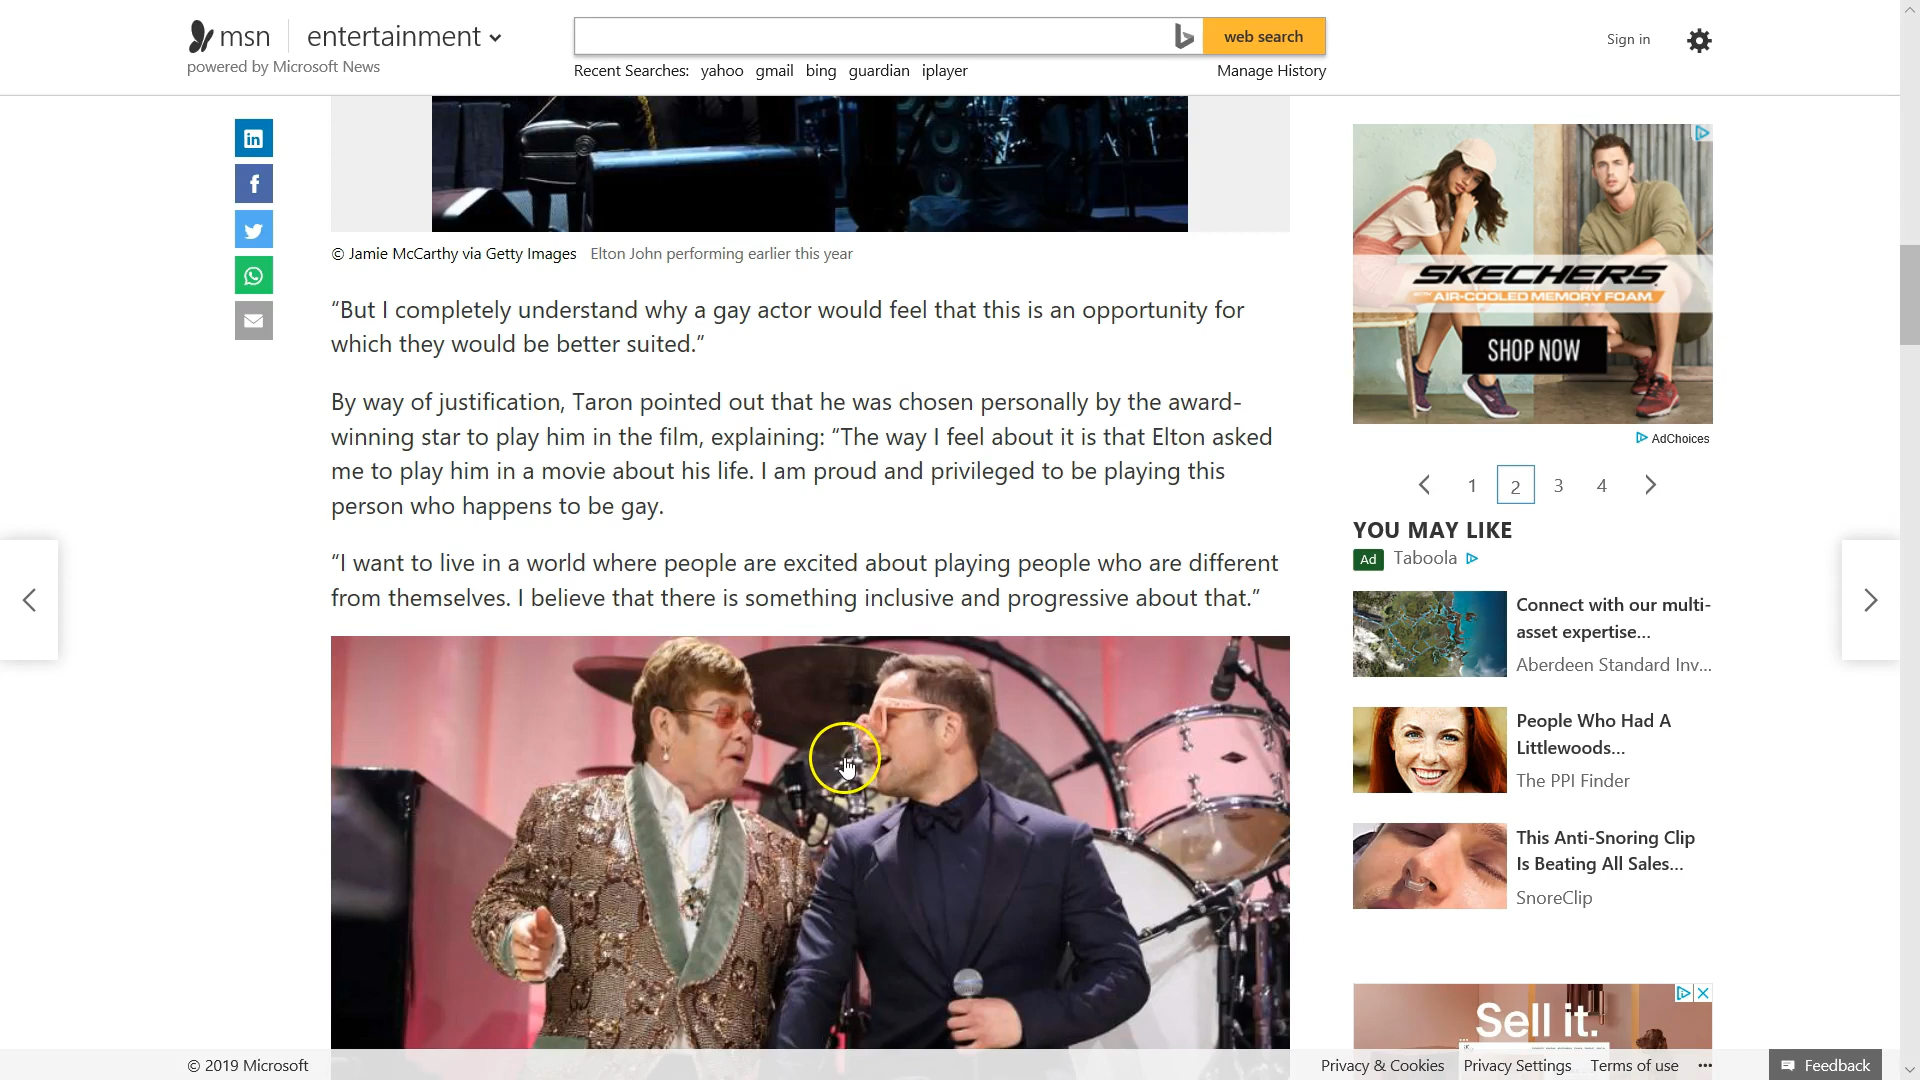 msn
entertainment
powered by Microsoft News
web search
Sign in
Recent Searches: yahoo gmail bing guardian iplayer
Manage History
© Jamie McCarthy via Getty Images Elton John performing earlier this year
“But I completely understand why a gay actor would feel that this is an opportunity for
which they would be better suited.”
By way of justification, Taron pointed out that he was chosen personally by the award-
winning star to play him in the film, explaining: “The way I feel about it is that Elton asked
me to play him in a movie about his life. I am proud and privileged to be playing this
person who happens to be gay.
“I want to live in a world where people are excited about playing people who are different
from themselves. I believe that there is something inclusive and progressive about that.”
SKECHERS
WITH AIR-COOLED MEMORY FOAM
SHOP NOW
AdChoices
1 2 3 4
YOU MAY LIKE
Ad Taboola
Connect with our multi-
asset expertise...
Aberdeen Standard Inv...
People Who Had A
Littlewoods...
The PPI Finder
This Anti-Snoring Clip
Is Beating All Sales...
SnoreClip
Sell it.
© 2019 Microsoft
Privacy & Cookies Privacy Settings Terms of use ... Feedback